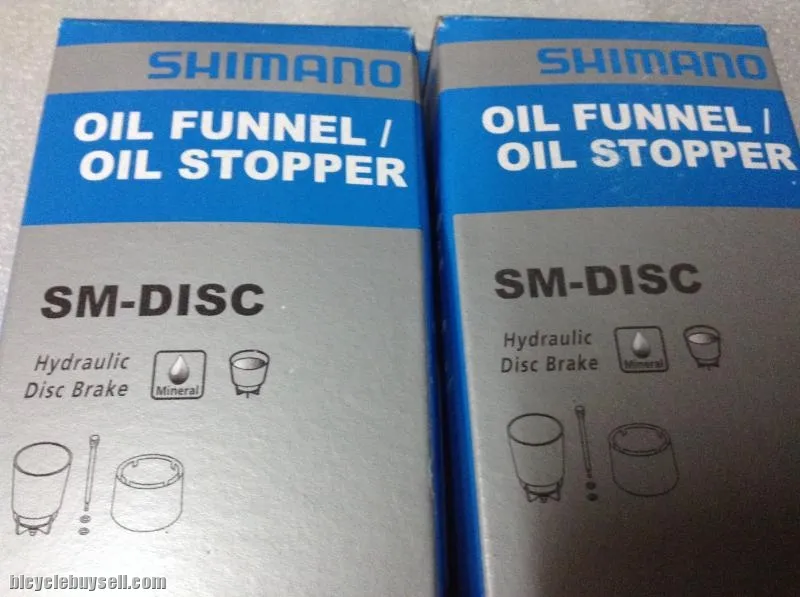 SHIMANO
OIL FUNNEL /
OIL STOPPER
SM-DISC
Hydraulic
Disc Brake
Mineral
SHIMANO
OIL FUNNEL /
OIL STOPPER
SM-DISC
Hydraulic
Disc Brake
Mineral
bicyclebuysell.com